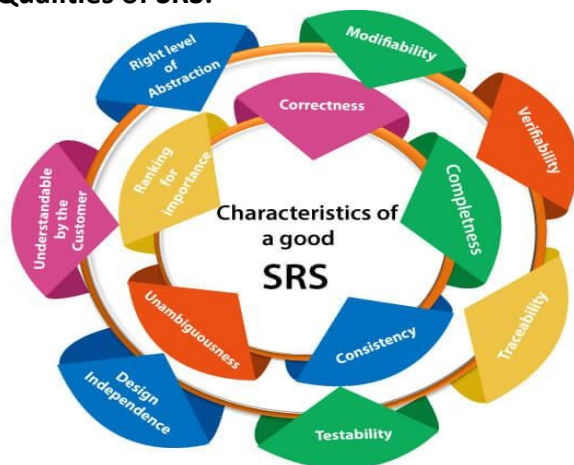 Qualities of SRS:
Right level
of
Abstraction
Modifiability
Correctness
Verifiability
Ranking
for
importance
Understandable
by the
Customer
Completness
Characteristics of
a good
SRS
Unambiguousness
Consistency
Traceability
Design
Independence
Testability